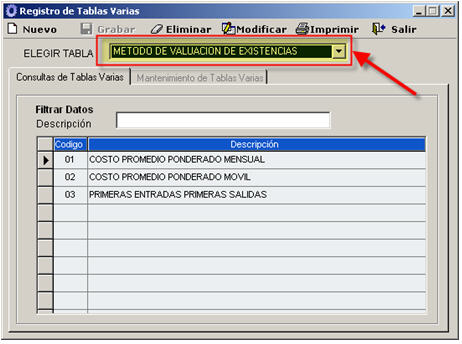 Registro de Tablas Varias
Nuevo Grabar Eliminar Modificar Imprimir Salir
ELEGIR TABLA METODO DE VALUACION DE EXISTENCIAS
Consultas de Tablas Varias Mantenimiento de Tablas Varias
Filtrar Datos
Descripción
Codigo Descripción
01 COSTO PROMEDIO PONDERADO MENSUAL
02 COSTO PROMEDIO PONDERADO MOVIL
03 PRIMERAS ENTRADAS PRIMERAS SALIDAS